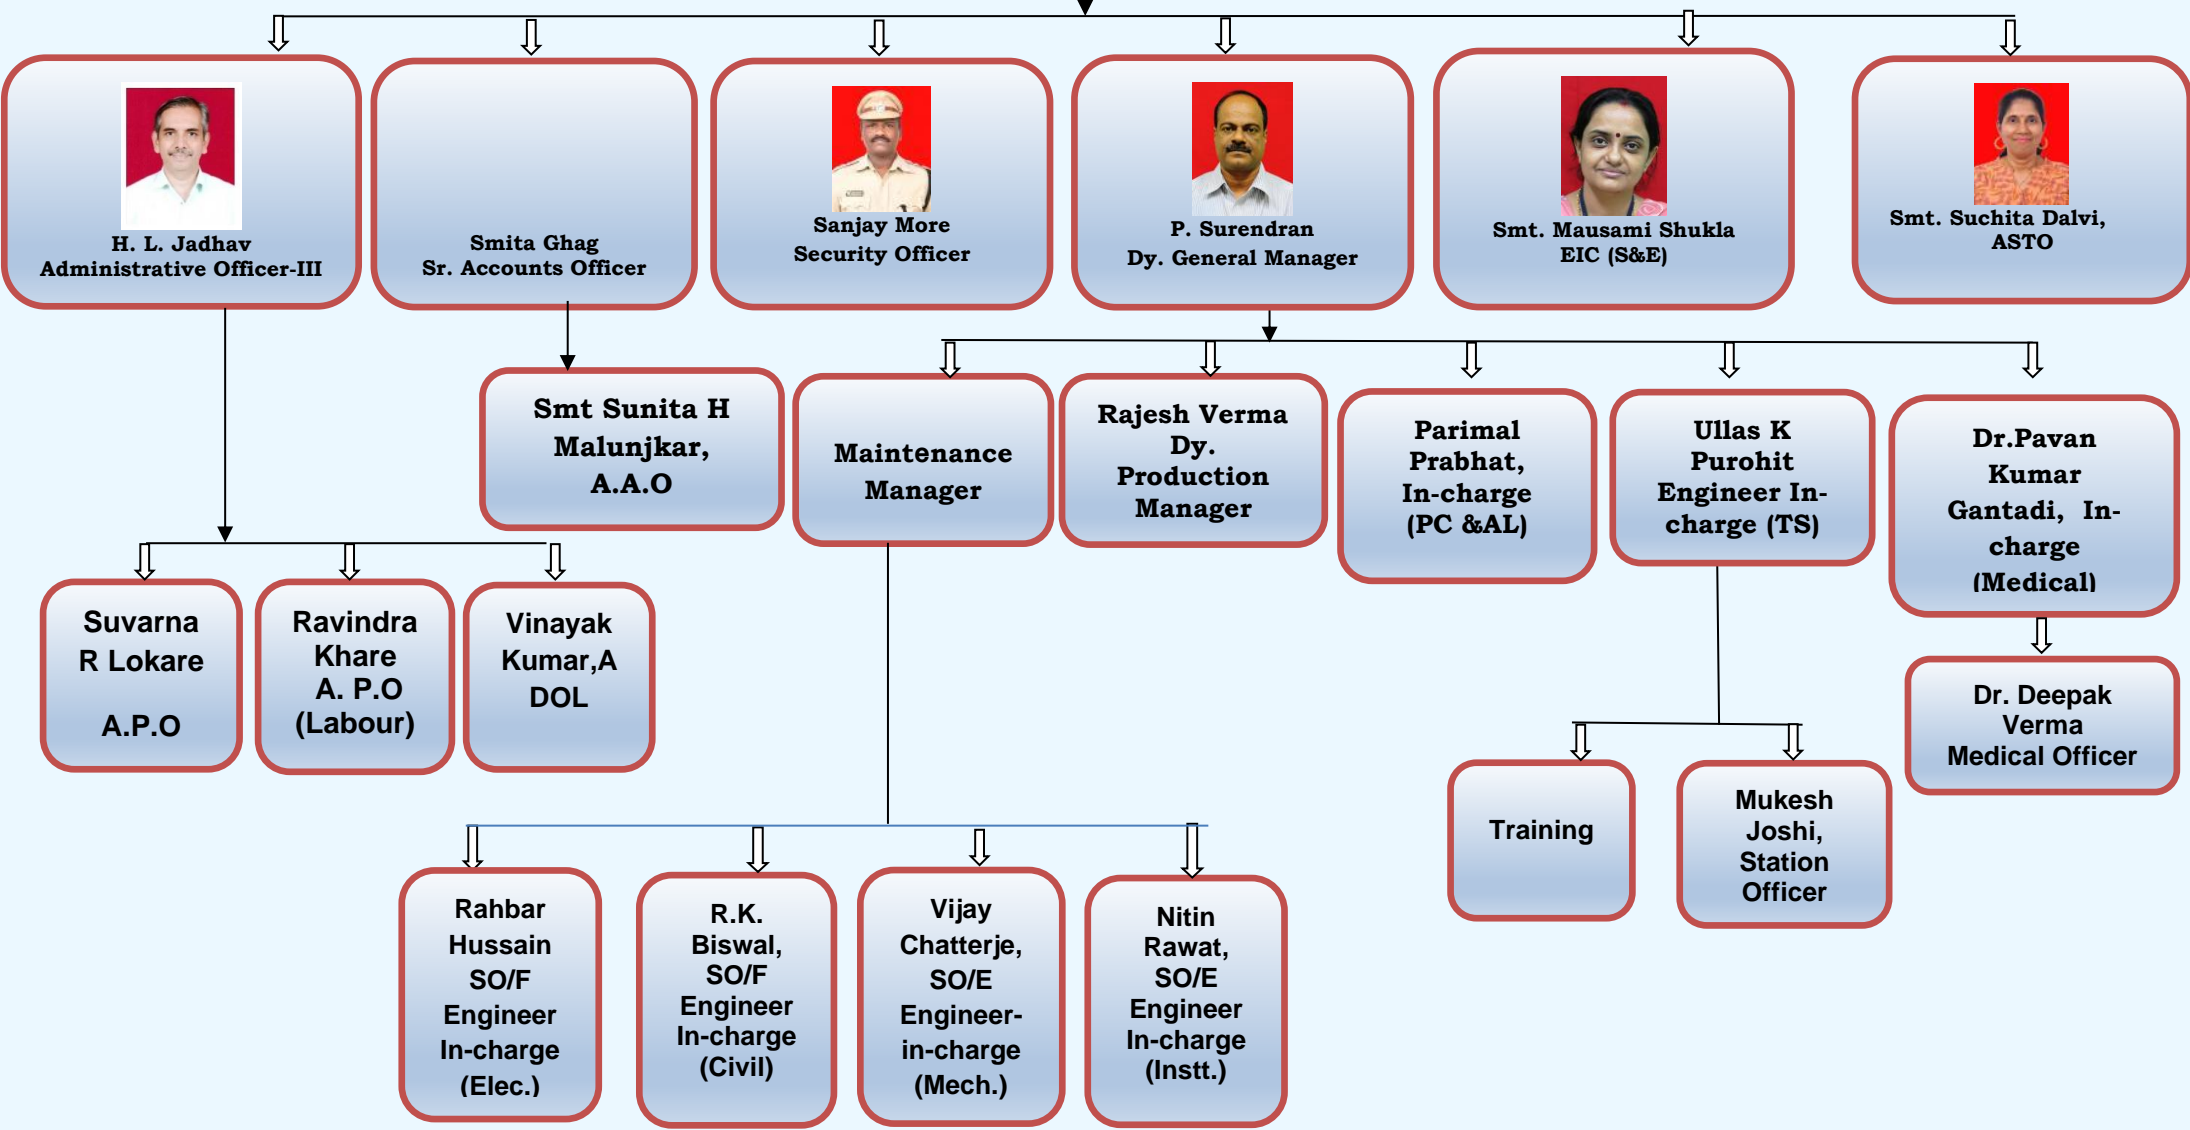 H. L. Jadhav
Administrative Officer-III
Smita Ghag
Sr. Accounts Officer
Sanjay More
Security Officer
P. Surendran
Dy. General Manager
Smt. Mausami Shukla
EIC (S&E)
Smt. Suchita Dalvi,
ASTO
Smt Sunita H
Malunjkar,
A.A.O
Maintenance
Manager
Rajesh Verma
Dy.
Production
Manager
Parimal
Prabhat,
In-charge
(PC &AL)
Ullas K
Purohit
Engineer In-
charge (TS)
Dr.Pavan
Kumar
Gantadi, In-
charge
(Medical)
Suvarna
R Lokare
A.P.O
Ravindra
Khare
A. P.O
(Labour)
Vinayak
Kumar,A
DOL
Dr. Deepak
Verma
Medical Officer
Training
Mukesh
Joshi,
Station
Officer
Rahbar
Hussain
SO/F
Engineer
In-charge
(Elec.)
R.K.
Biswal,
SO/F
Engineer
In-charge
(Civil)
Vijay
Chatterje,
SO/E
Engineer-
in-charge
(Mech.)
Nitin
Rawat,
SO/E
Engineer
In-charge
(Instt.)